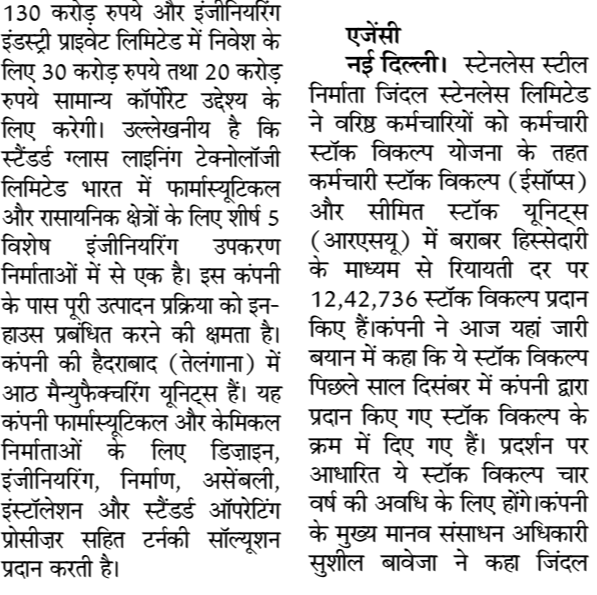 130 करोड़ रुपये और इंजीनियरिंग
इंडस्ट्री प्राइवेट लिमिटेड में निवेश के
लिए 30 करोड़ रुपये तथा 20 करोड़
रुपये सामान्य कॉर्पोरेट उद्देश्य के
लिए करेगी। उल्लेखनीय है कि
स्टैंडर्ड ग्लास लाइनिंग टेक्नोलॉजी
लिमिटेड भारत में फार्मास्यूटिकल
और रासायनिक क्षेत्रों के लिए शीर्ष 5
विशेष इंजीनियरिंग उपकरण
निर्माताओं में से एक है। इस कंपनी
के पास पूरी उत्पादन प्रक्रिया को इन-
हाउस प्रबंधित करने की क्षमता है।
कंपनी की हैदराबाद (तेलंगाना) में
आठ मैन्युफैक्चरिंग यूनिट्स हैं। यह
कंपनी फार्मास्यूटिकल और केमिकल
निर्माताओं के लिए डिज़ाइन,
इंजीनियरिंग, निर्माण, असेंबली,
इंस्टॉलेशन और स्टैंडर्ड ऑपरेटिंग
प्रोसीज़र सहित टर्नकी सॉल्यूशन
प्रदान करती है।
एजेंसी
नई दिल्ली। स्टेनलेस स्टील
निर्माता जिंदल स्टेनलेस लिमिटेड
ने वरिष्ठ कर्मचारियों को कर्मचारी
स्टॉक विकल्प योजना के तहत
कर्मचारी स्टॉक विकल्प (ईसॉप्स)
और सीमित स्टॉक यूनिट्स
(आरएसयू) में बराबर हिस्सेदारी
के माध्यम से रियायती दर पर
12,42,736 स्टॉक विकल्प प्रदान
किए हैं।कंपनी ने आज यहां जारी
बयान में कहा कि ये स्टॉक विकल्प
पिछले साल दिसंबर में कंपनी द्वारा
प्रदान किए गए स्टॉक विकल्प के
क्रम में दिए गए हैं। प्रदर्शन पर
आधारित ये स्टॉक विकल्प चार
वर्ष की अवधि के लिए होंगे।कंपनी
के मुख्य मानव संसाधन अधिकारी
सुशील बावेजा ने कहा जिंदल